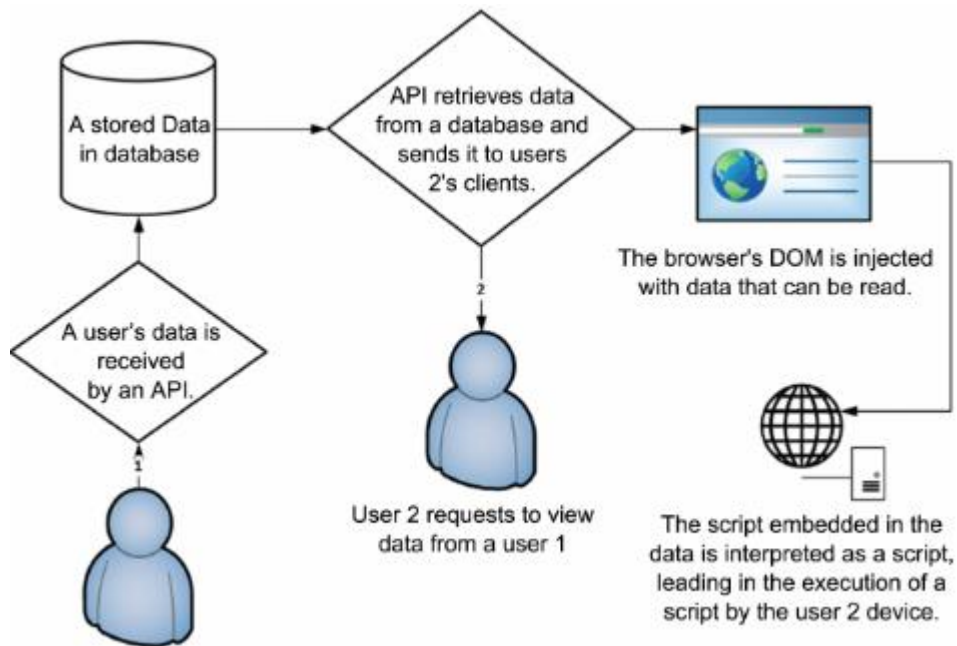 A stored Data
in database
API retrieves data
from a database and
sends it to users
2's clients.
The browser's DOM is injected
with data that can be read.
A user's data is
received
by an API.
1
2
User 2 requests to view
data from a user 1
The script embedded in the
data is interpreted as a script,
leading in the execution of a
script by the user 2 device.